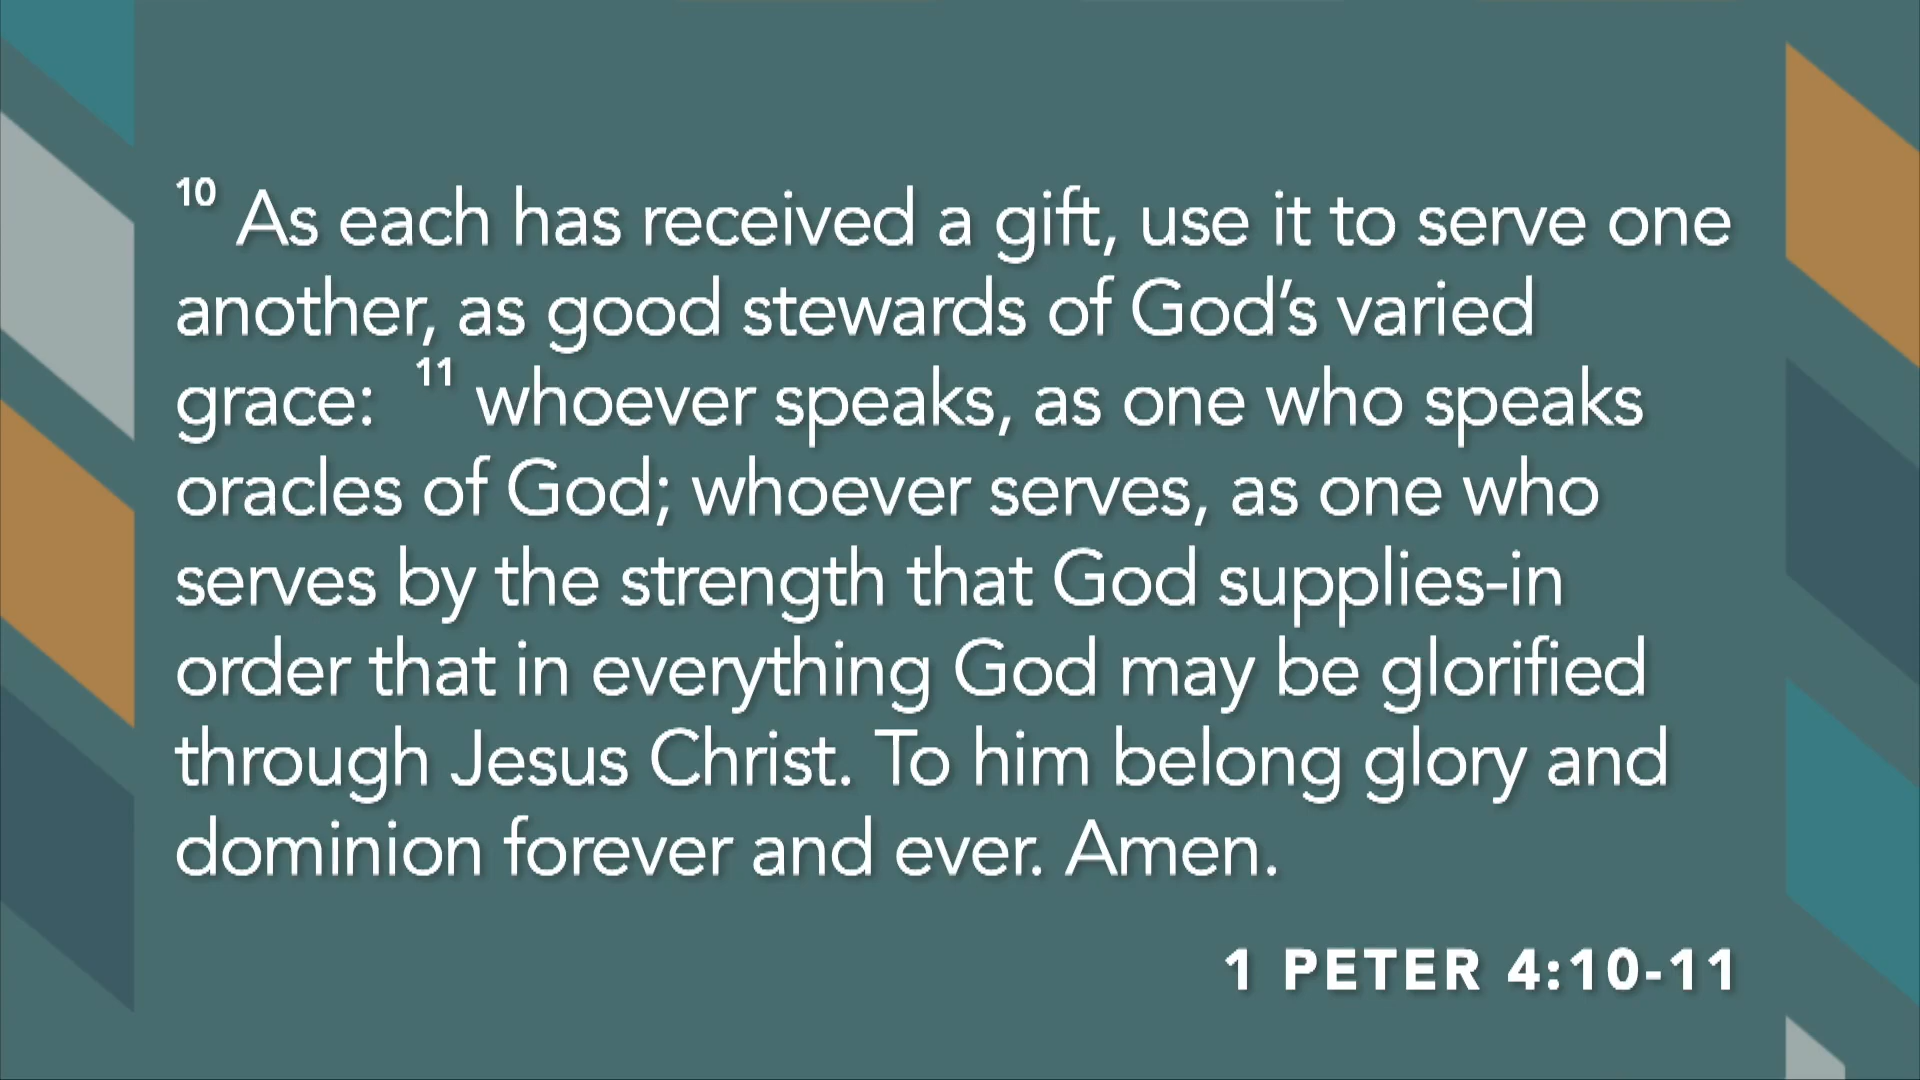 10 As each has received a gift, use it to serve one
another, as good stewards of God’s varied
grace: 11 whoever speaks, as one who speaks
oracles of God; whoever serves, as one who
serves by the strength that God supplies-in
order that in everything God may be glorified
through Jesus Christ. To him belong glory and
dominion forever and ever. Amen.
1 PETER 4:10-11